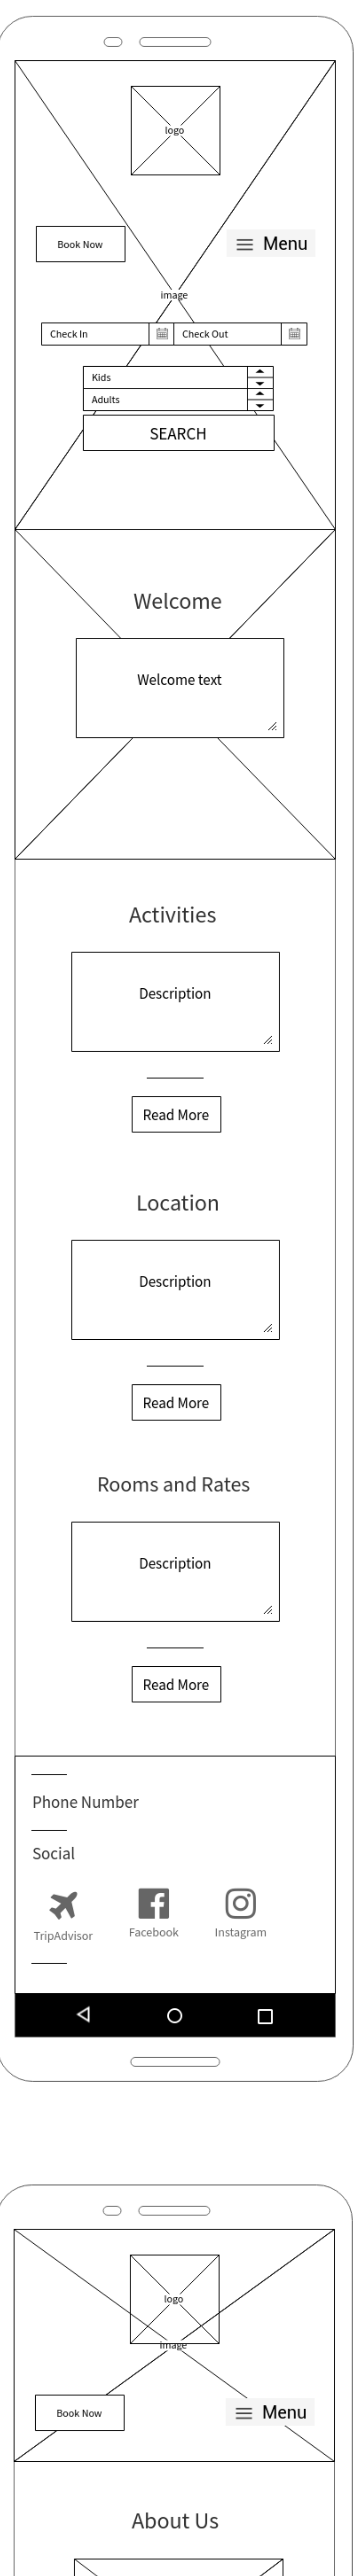 logo
Book Now
Menu
image
Check In
Check Out
Kids
Adults
SEARCH
Welcome
Welcome text
Activities
Description
Read More
Location
Description
Read More
Rooms and Rates
Description
Read More
Phone Number
Social
TripAdvisor
Facebook
Instagram
logo
image
Book Now
Menu
About Us